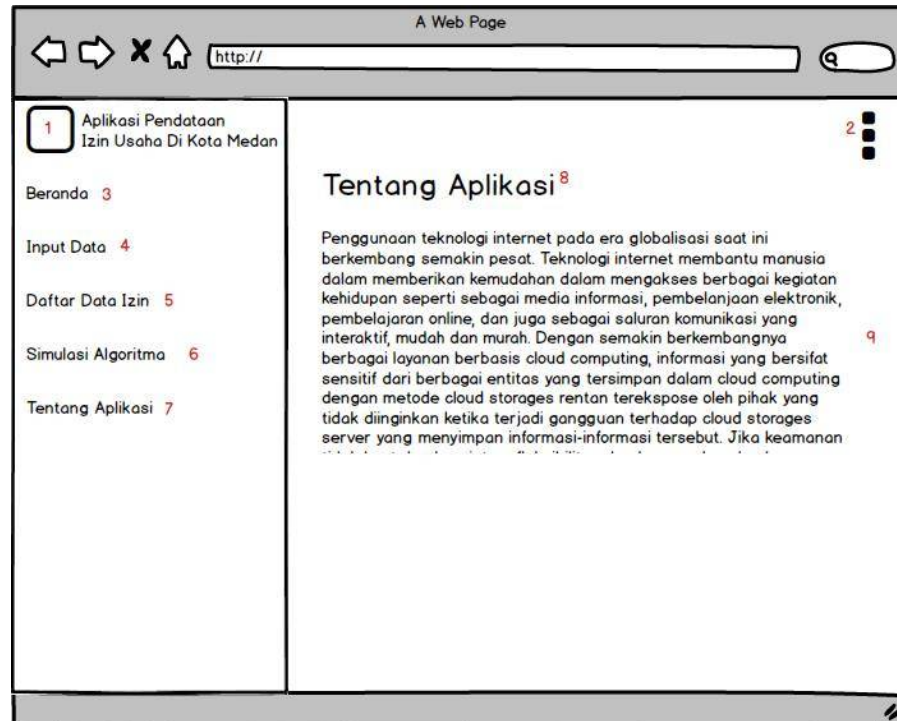 A Web Page
http://
1
Aplikasi Pendataan
Izin Usaha Di Kota Medan
2
Beranda 3
Input Data 4
Daftar Data Izin 5
Simulasi Algoritma 6
Tentang Aplikasi 7
Tentang Aplikasi 8
Penggunaan teknologi internet pada era globalisasi saat ini
berkembang semakin pesat. Teknologi internet membantu manusia
dalam memberikan kemudahan dalam mengakses berbagai kegiatan
kehidupan seperti sebagai media informasi, pembelanjaan elektronik,
pembelajaran online, dan juga sebagai saluran komunikasi yang
interaktif, mudah dan murah. Dengan semakin berkembangnya 9
berbagai layanan berbasis cloud computing, informasi yang bersifat
sensitif dari berbagai entitas yang tersimpan dalam cloud computing
dengan metode cloud storages rentan terekspose oleh pihak yang
tidak diinginkan ketika terjadi gangguan terhadap cloud storages
server yang menyimpan informasi-informasi tersebut. Jika keamanan